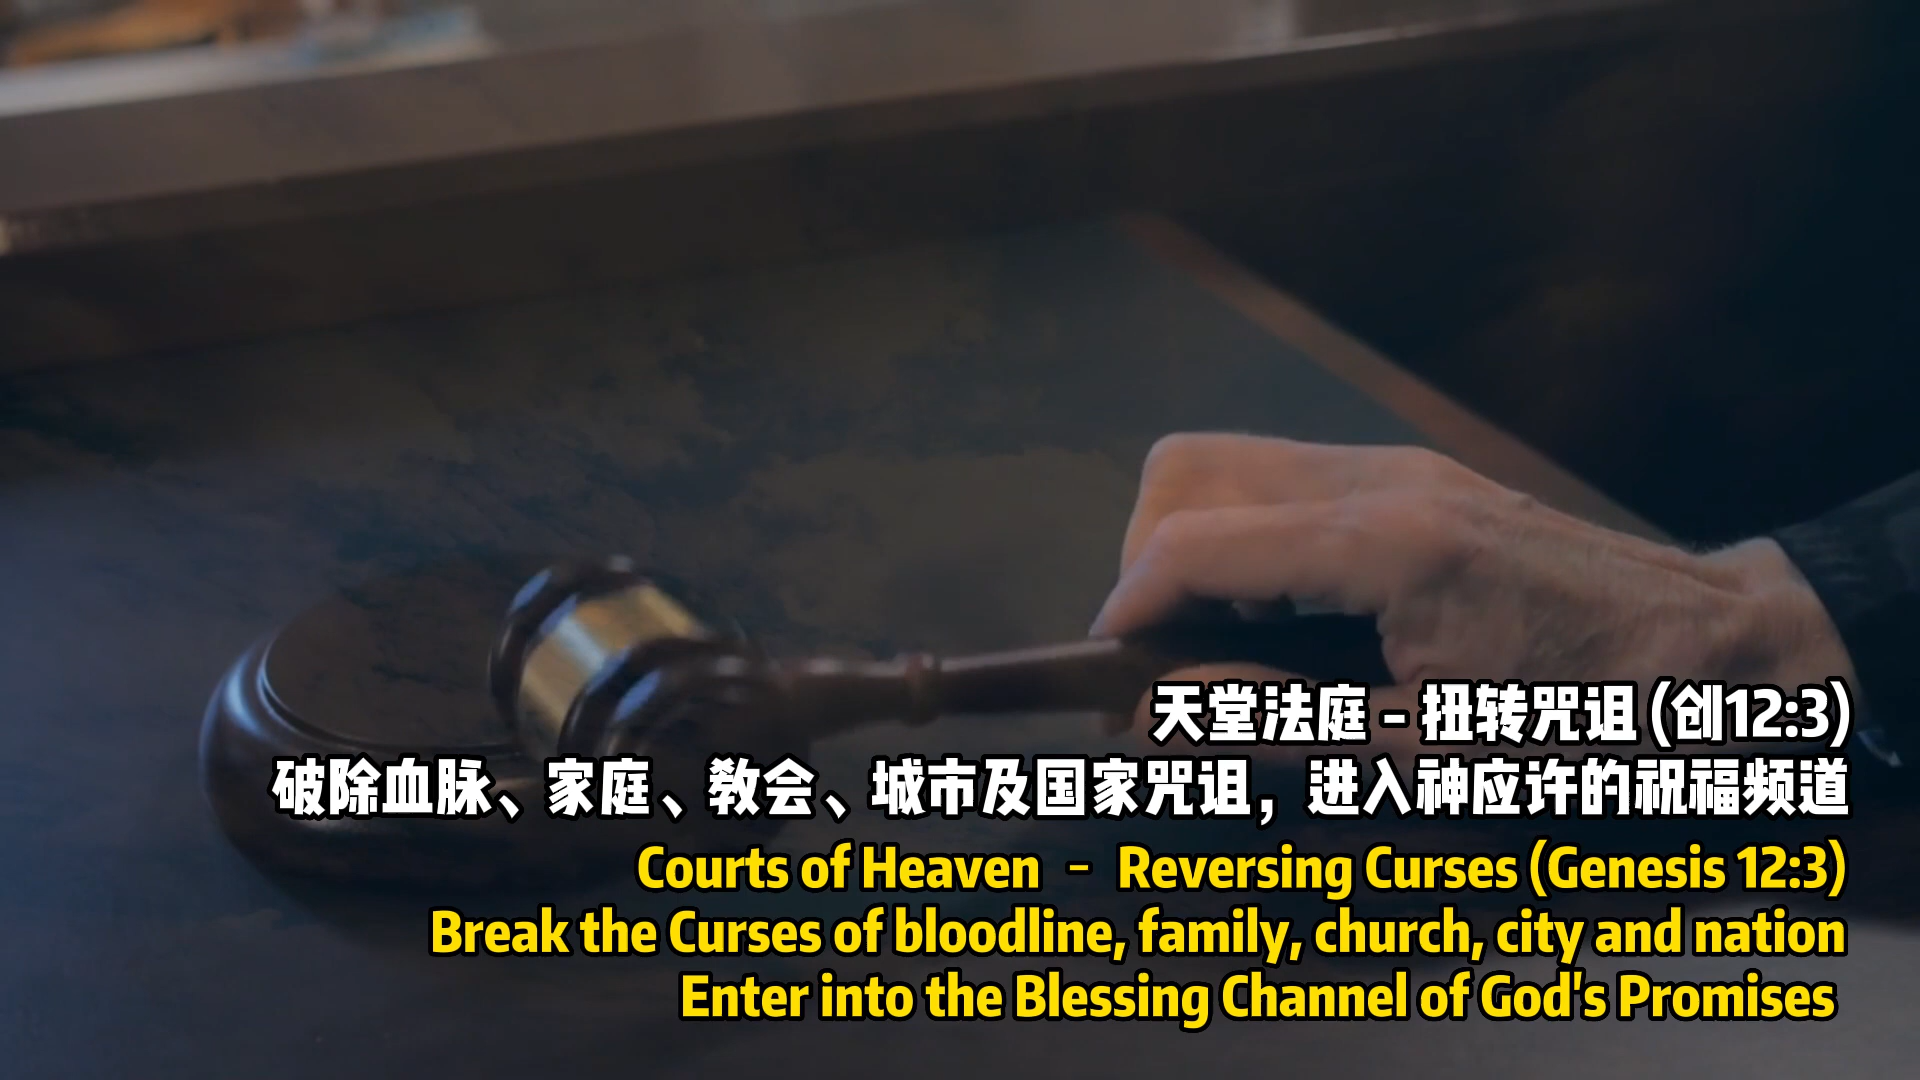 天堂法庭 – 扭转咒诅 (创12:3)
破除血脉、家庭、教会、城市及国家咒诅，进入神应许的祝福频道
Courts of Heaven – Reversing Curses (Genesis 12:3)
Break the Curses of bloodline, family, church, city and nation
Enter into the Blessing Channel of God's Promises